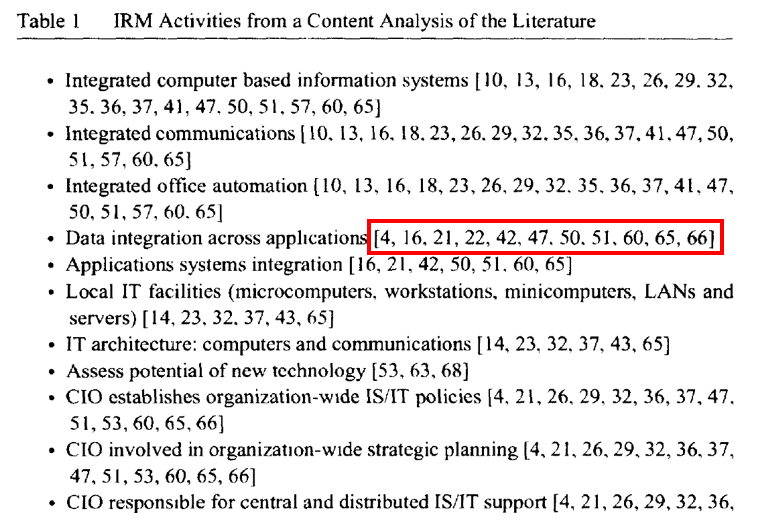 Table 1 IRM Activities from a Content Analysis of the Literature
• Integrated computer based information systems [10, 13, 16, 18, 23, 26, 29. 32,
35. 36, 37, 41, 47. 50, 51, 57, 60, 65]
• Integrated communications [10, 13, 16. 18, 23, 26. 29, 32, 35, 36, 37, 41, 47, 50,
51, 57, 60. 65]
• Integrated office automation [10, 13, 16, 18, 23, 26, 29, 32. 35, 36, 37, 41, 47,
50, 51, 57, 60. 65]
• Data integration across applications [4, 16, 21, 22, 42, 47, 50. 51, 60, 65, 66]
• Applications systems integration [16, 21, 42, 50, 51. 60, 65]
• Local IT facilities (microcomputers, workstations, minicomputers, LANs and
servers) [14, 23, 32, 37, 43, 65]
• IT architecture: computers and communications [14, 23, 32, 37, 43, 65]
• Assess potential of new technology [53, 63, 68]
• CIO establishes organization-wide IS/IT policies [4, 21, 26, 29, 32, 36, 37, 47.
51, 53, 60, 65, 66]
• CIO involved in organization-wide strategic planning [4, 21, 26, 29, 32, 36, 37,
47, 51, 53, 60, 65, 66]
• CIO responsible for central and distributed IS/IT support [4, 21, 26, 29, 32, 36,